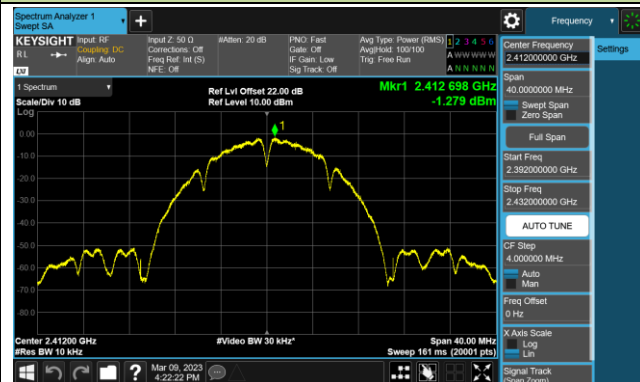 Spectrum Analyzer 1
Swept SA
Frequency
KEYSIGHT
RL
LXI
Input: RF
Coupling: DC
Align: Auto
Input Z: 50 Ω
Corrections: Off
Freq Ref: Int (S)
NFE: Off
#Atten: 20 dB
PNO: Fast
Gate: Off
IF Gain: Low
Sig Track: Off
Avg Type: Power (RMS)
Avg|Hold: 100/100
Trig: Free Run
1 2 3 4 5 6
A W W W W W
A N N N N N
1 Spectrum
Scale/Div 10 dB
Log
Ref Lvl Offset 22.00 dB
Ref Level 10.00 dBm
Mkr1 2.412 698 GHz
-1.279 dBm
1
0.00
-10.0
-20.0
-30.0
-40.0
-50.0
-60.0
-70.0
-80.0
Center 2.41200 GHz
#Res BW 10 kHz
#Video BW 30 kHz*
Span 40.00 MHz
Sweep 161 ms (20001 pts)
Mar 09, 2023
4:22:22 PM
Center Frequency
2.412000000 GHz
Settings
Span
40.0000000 MHz
Swept Span
Zero Span
Full Span
Start Freq
2.392000000 GHz
Stop Freq
2.432000000 GHz
AUTO TUNE
CF Step
4.000000 MHz
Auto
Man
Freq Offset
0 Hz
X Axis Scale
Log
Lin
Signal Track
(Span Zoom)